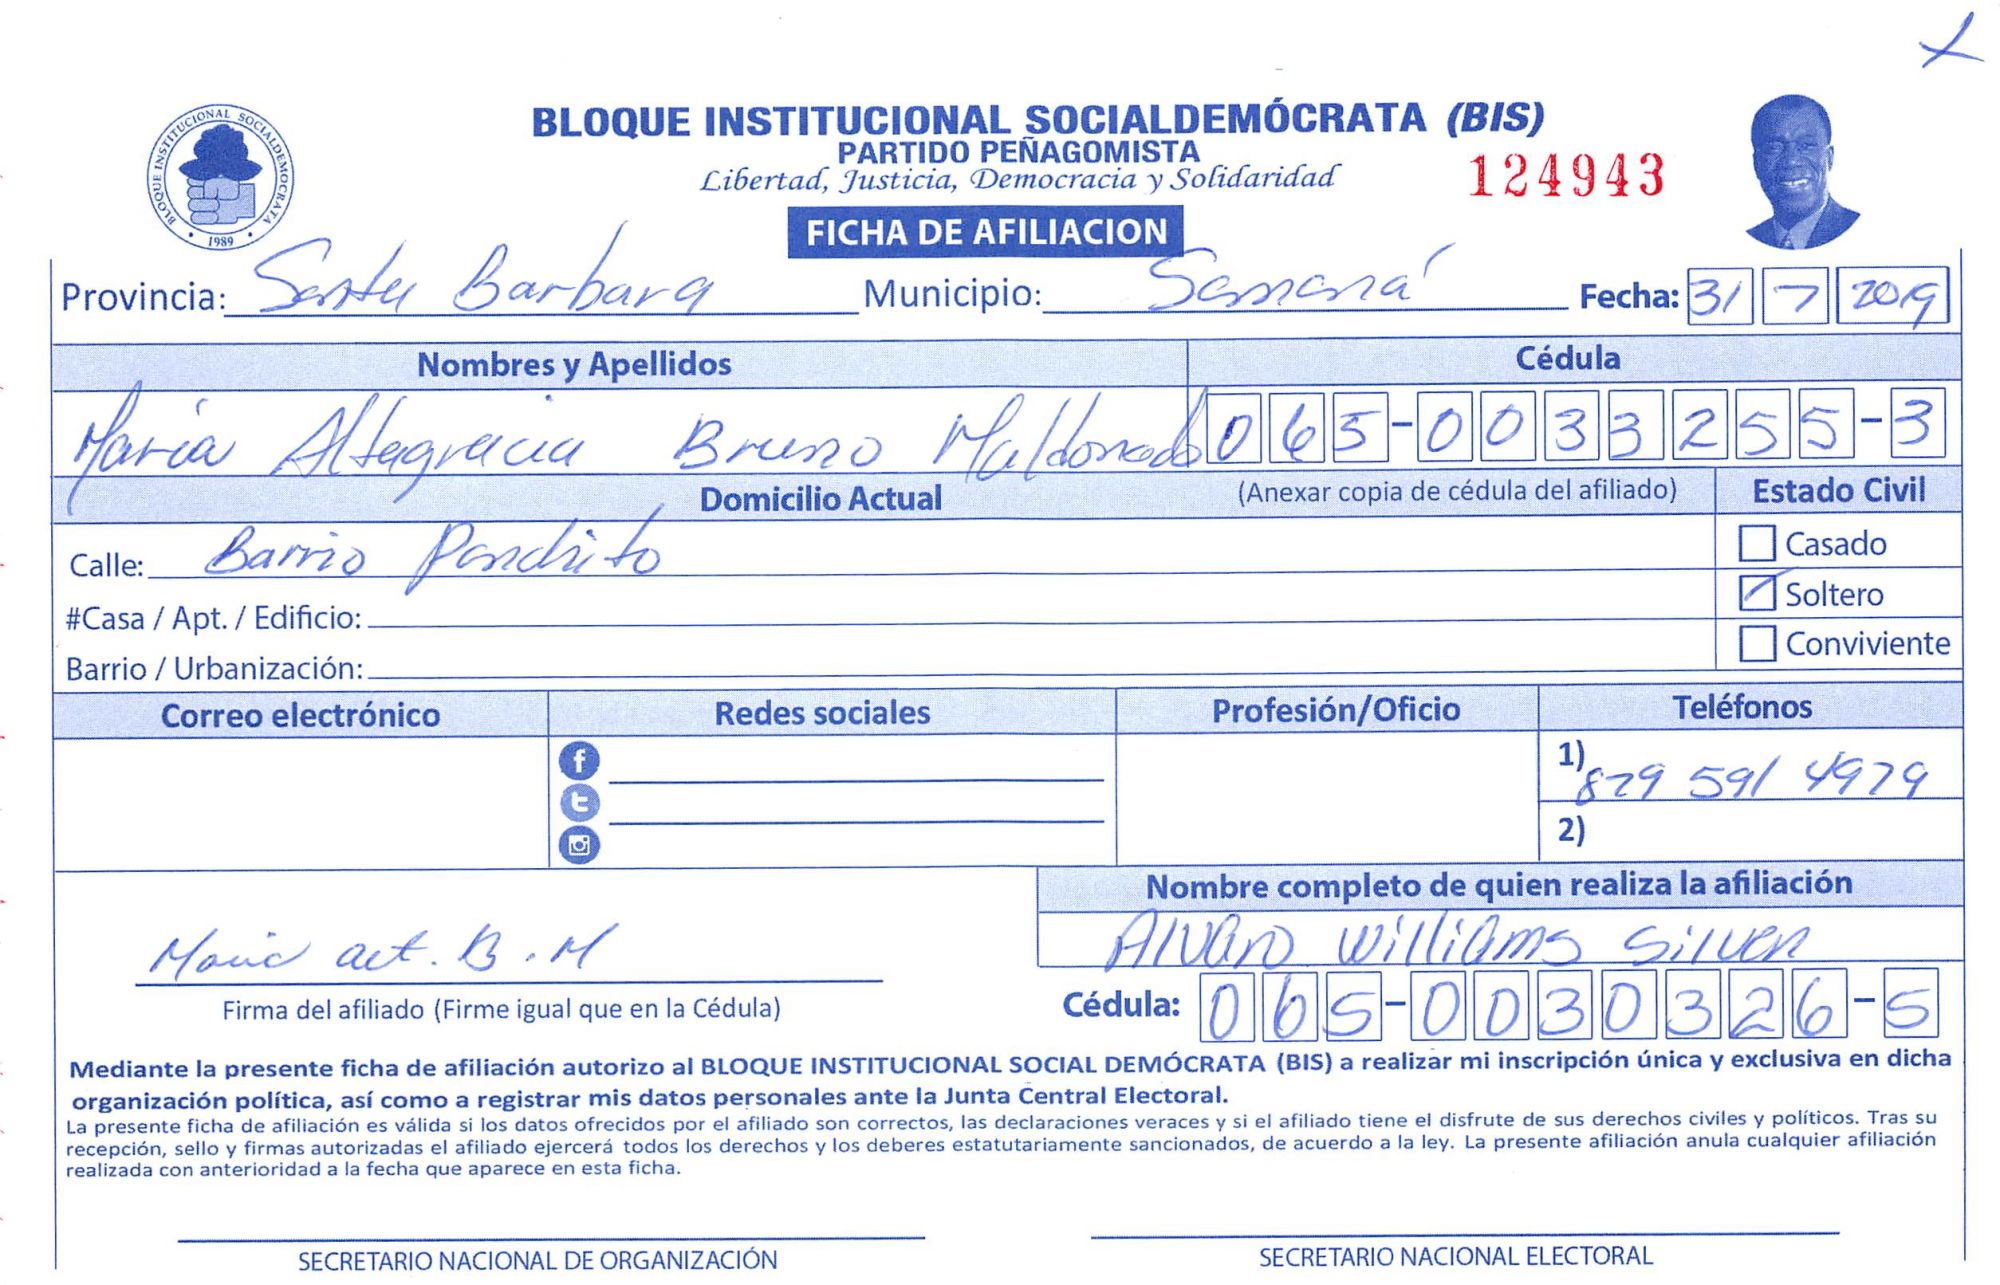 BLOQUE INSTITUCIONAL SOCIALDEMÓCRATA (BIS)
PARTIDO PEÑAGOMISTA
Libertad, Justicia, Democracia y Solidaridad
124943
BLOQUE INSTITUCIONAL SOCIALDEMOCRATA
1989
FICHA DE AFILIACION
Provincia: Santa Barbara Municipio: Samaná Fecha: 31 7 2019
Nombres y Apellidos Cédula
María Altagracia Bruno Maldonado 065-0033255-3
Domicilio Actual (Anexar copia de cédula del afiliado) Estado Civil
Calle: Barrio Casado
#Casa / Apt. / Edificio: Soltero
Barrio / Urbanización: Conviviente
Correo electrónico Redes sociales Profesión/Oficio Teléfonos
1) 829 591 4979
2)
Nombre completo de quien realiza la afiliación
Alvaro Williams Silven
Maria act. B.M
Firma del afiliado (Firme igual que en la Cédula) Cédula: 065-0030326-5
Mediante la presente ficha de afiliación autorizo al BLOQUE INSTITUCIONAL SOCIAL DEMÓCRATA (BIS) a realizar mi inscripción única y exclusiva en dicha
organización política, así como a registrar mis datos personales ante la Junta Central Electoral.
La presente ficha de afiliación es válida si los datos ofrecidos por el afiliado son correctos, las declaraciones veraces y si el afiliado tiene el disfrute de sus derechos civiles y políticos. Tras su
recepción, sello y firmas autorizadas el afiliado ejercerá todos los derechos y los deberes estatutariamente sancionados, de acuerdo a la ley. La presente afiliación anula cualquier afiliación
realizada con anterioridad a la fecha que aparece en esta ficha.
SECRETARIO NACIONAL DE ORGANIZACIÓN SECRETARIO NACIONAL ELECTORAL